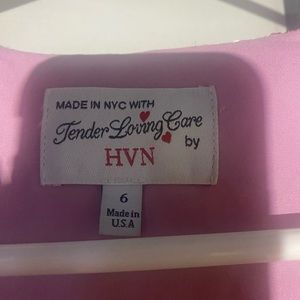 MADE IN NYC WITH
Tender Loving Care
by
HVN
6
Made in
U.S.A